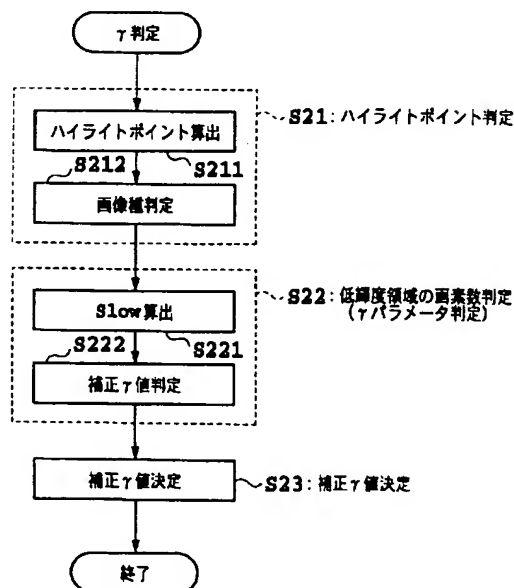 γ判定
S21:ハイライトポイント判定
ハイライトポイント算出
S212
S211
画像種判定
S22:低輝度領域の画素数判定
(γパラメータ判定)
Slow算出
S222
S221
補正γ値判定
補正γ値決定
S23:補正γ値決定
終了